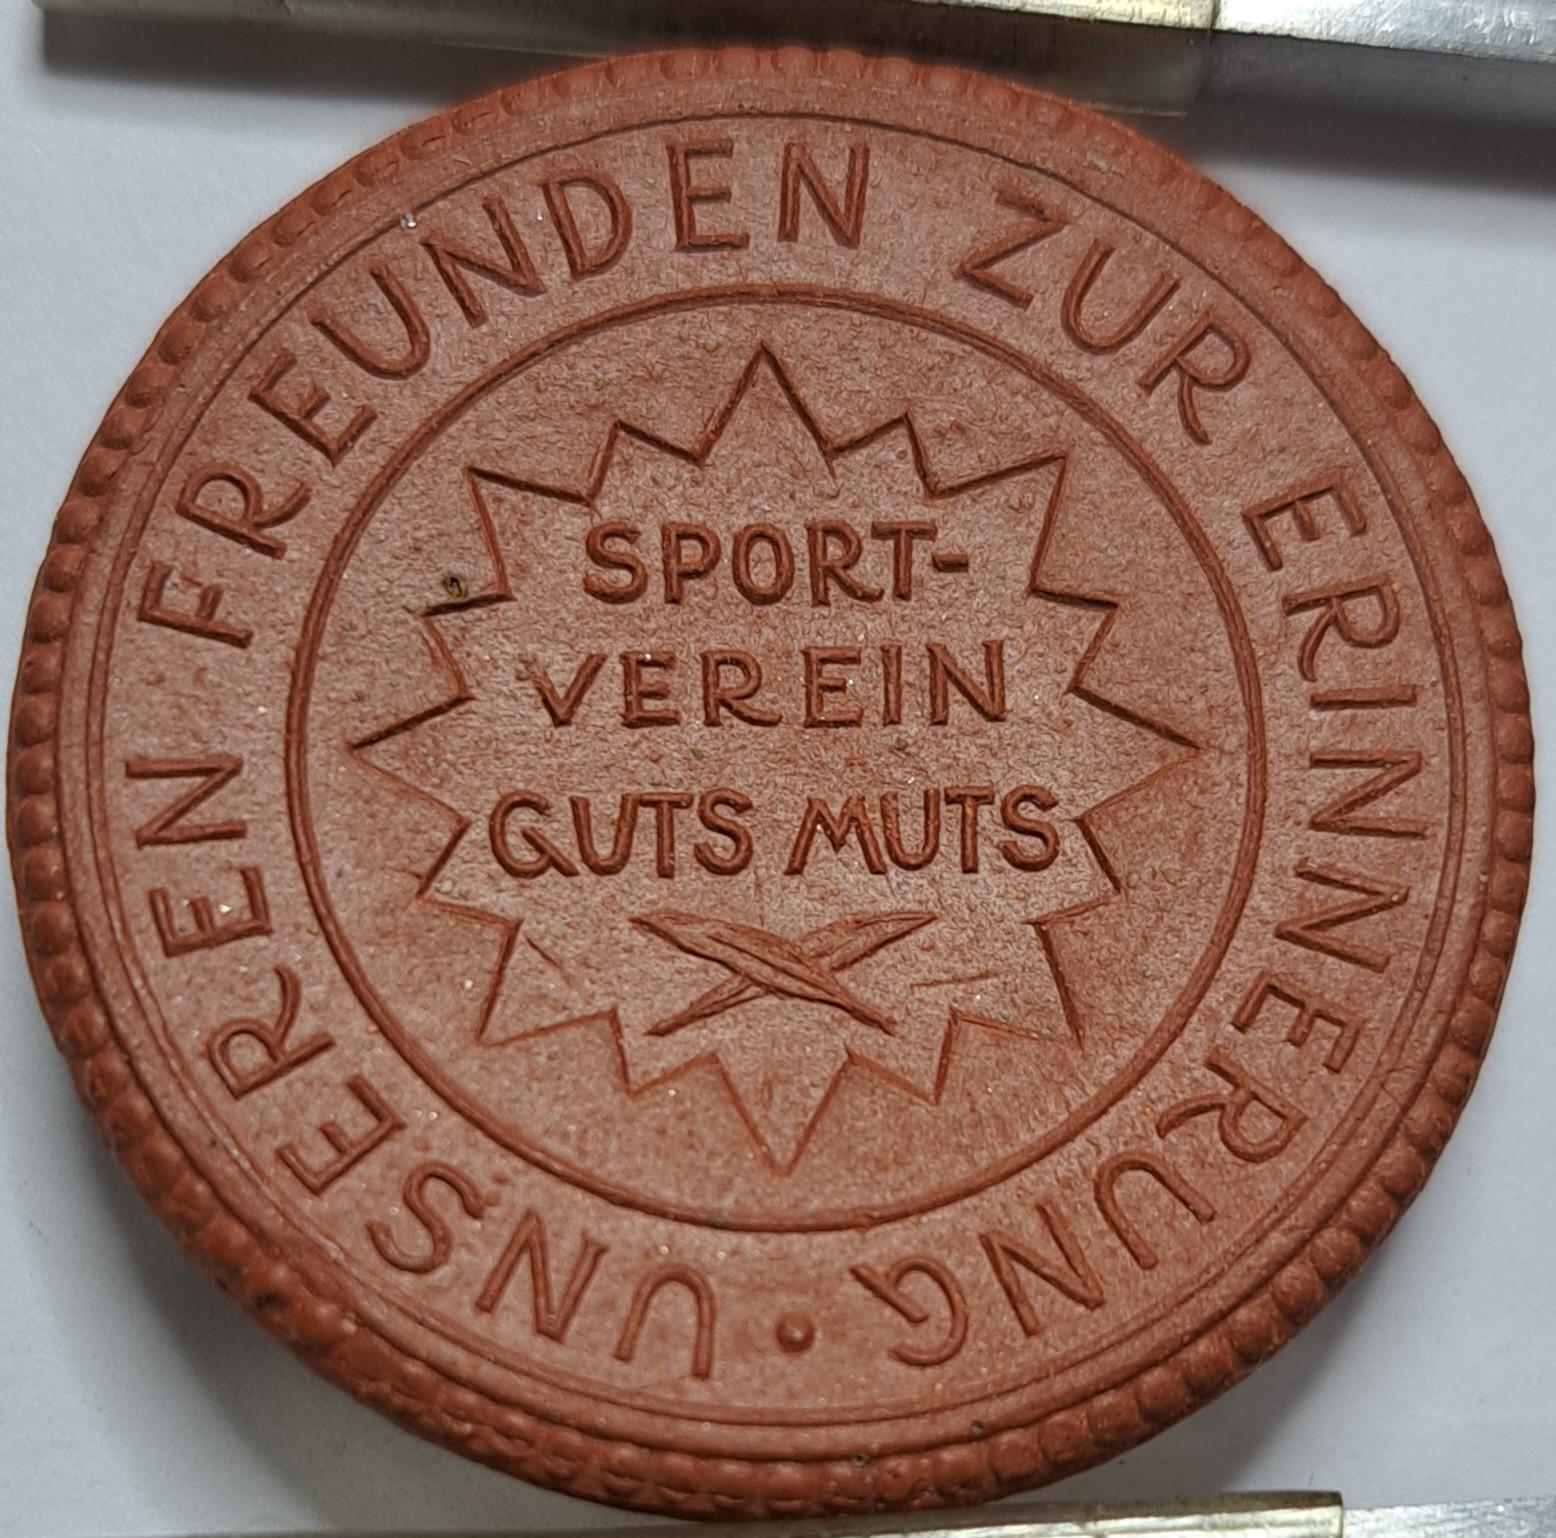 UNSEREN FREUNDEN ZUR ERINNERUNG •
SPORT-
VEREIN
GUTS MUTS